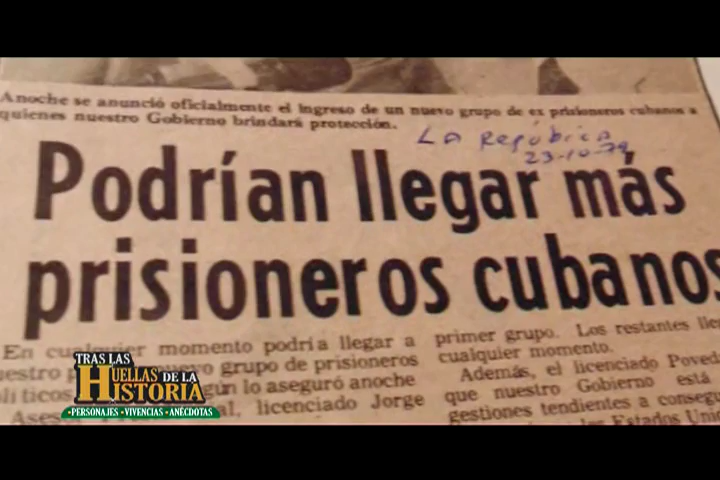 Anoche se anunció oficialmente el ingreso de un nuevo grupo de ex prisioneros cubanos a
quienes nuestro Gobierno brindará protección.
La República
23-10-79
Podrían llegar más
prisioneros cubanos
En cualquier momento podría llegar a
nuestro grupo de prisioneros
lo aseguró anoche
licenciado Jorge
primer grupo. Los restantes
cualquier momento.
Además, el licenciado
que nuestro Gobierno está
gestiones tendientes a
Estados
TRAS LAS
HUELLAS DE LA
HISTORIA
•PERSONAJES •VIVENCIAS •ANÉCDOTAS